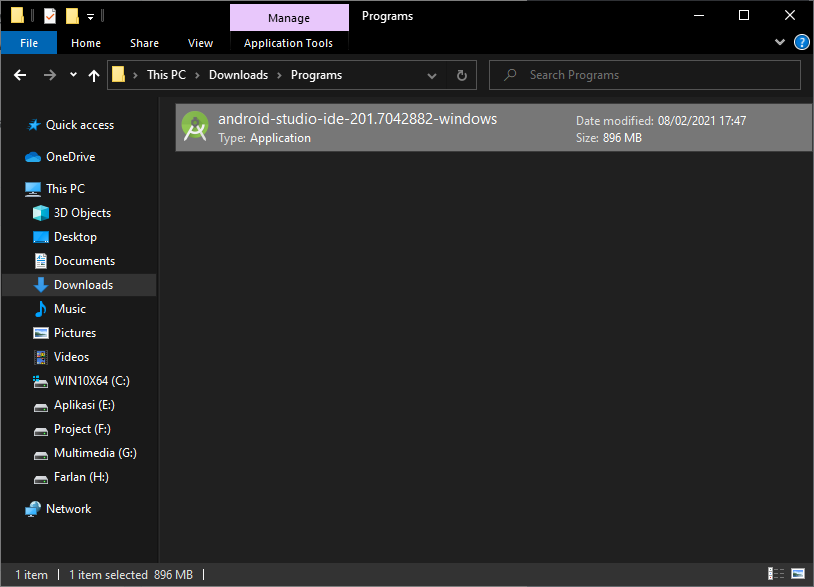 Manage
Programs
File
Home
Share
View
Application Tools
?
This PC
Downloads
Programs
Search Programs
Quick access
OneDrive
This PC
3D Objects
Desktop
Documents
Downloads
Music
Pictures
Videos
WIN10X64 (C:)
Aplikasi (E:)
Project (F:)
Multimedia (G:)
Farlan (H:)
Network
android-studio-ide-201.7042882-windows
Type: Application
Date modified: 08/02/2021 17:47
Size: 896 MB
1 item
1 item selected 896 MB